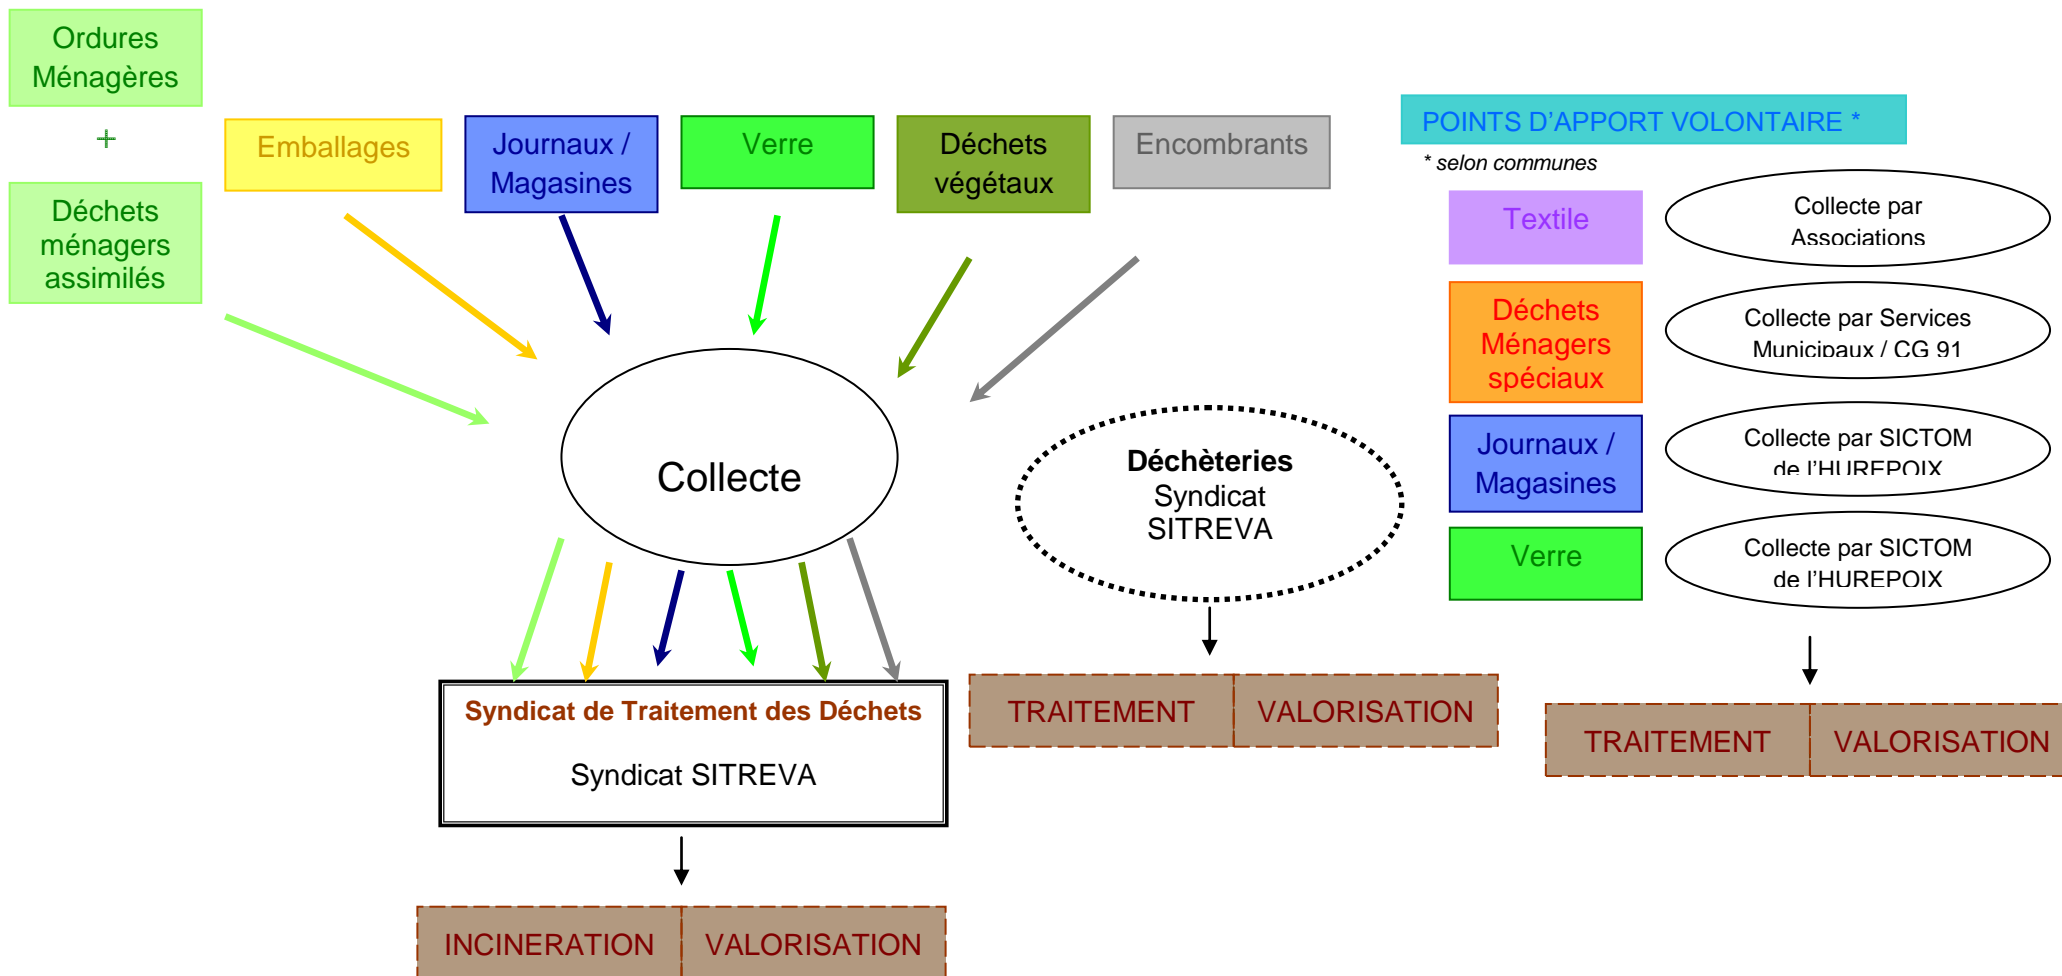 Ordures
Ménagères
+
Déchets
ménagers
assimilés
Emballages
Journaux /
Magasines
Verre
Déchets
végétaux
Encombrants
Collecte
Syndicat de Traitement des Déchets
Syndicat SITREVA
INCINERATION
VALORISATION
Déchèteries
Syndicat
SITREVA
TRAITEMENT
VALORISATION
POINTS D'APPORT VOLONTAIRE *
* selon communes
Textile
Collecte par
Associations
Déchets
Ménagers
spéciaux
Collecte par Services
Municipaux / CG 91
Journaux /
Magasines
Collecte par SICTOM
de l'HUREPOIX
Verre
Collecte par SICTOM
de l'HUREPOIX
TRAITEMENT
VALORISATION